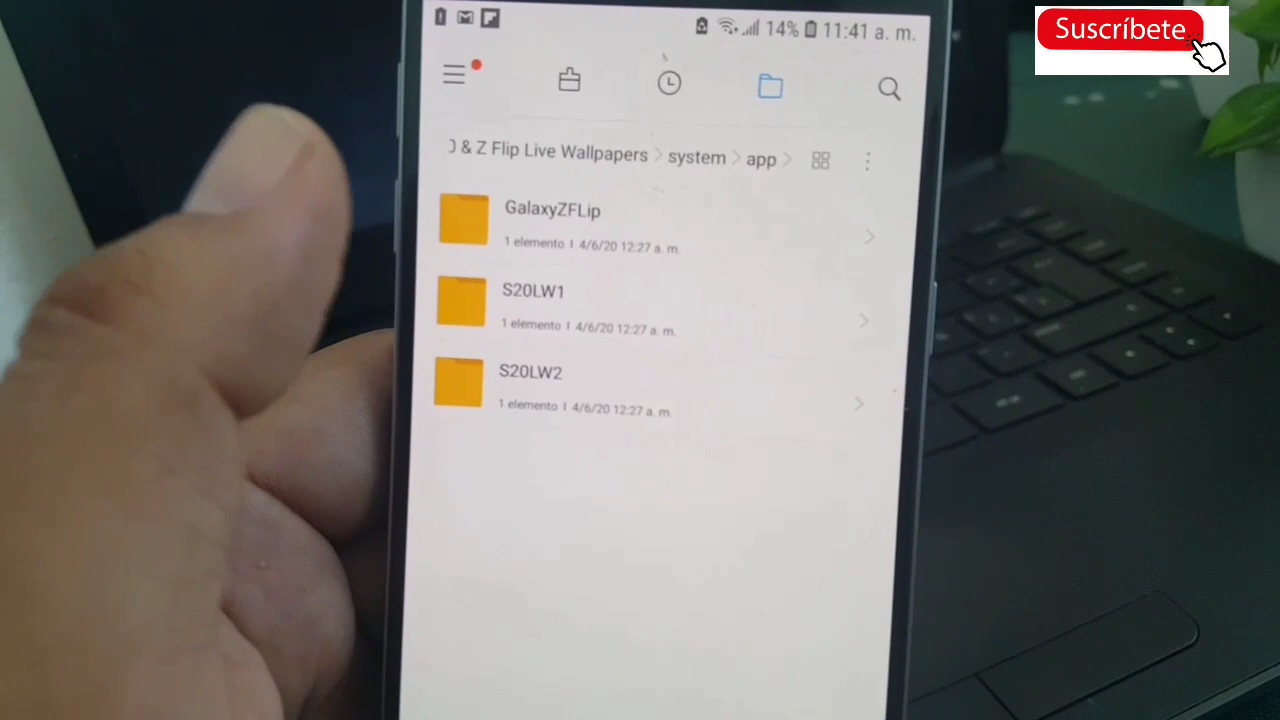 14% 11:41 a. m.
Suscríbete
& Z Flip Live Wallpapers > system > app >
GalaxyZFLip
1 elemento | 4/6/20 12:27 a. m.
S20LW1
1 elemento | 4/6/20 12:27 a. m.
S20LW2
1 elemento | 4/6/20 12:27 a. m.